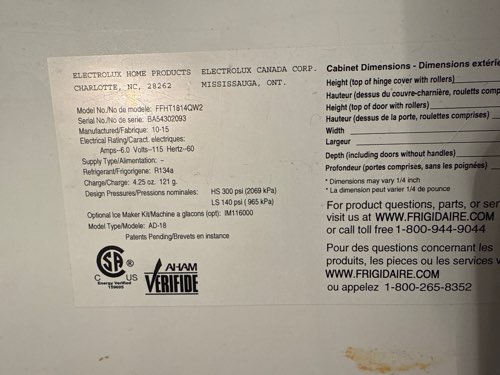 ELECTROLUX HOME PRODUCTS ELECTROLUX CANADA CORP.
CHARLOTTE, NC, 28262 MISSISSAUGA, ONT.
Model No./No de modele: FFHT1814QW2
Serial No./No de serie: BA54302093
Manufactured/Fabrique: 10-15
Electrical Rating/Caract. electriques:
Amps-6.0 Volts-115 Hertz-60
Supply Type/Alimentation: -
Refrigerant/Frigorigene: R134a
Charge/Charge: 4.25 oz. 121 g.
Design Pressures/Pressions nominales: HS 300 psi (2069 kPa)
LS 140 psi ( 965 kPa)
Optional Ice Maker Kit/Machine a glacons (opt): IM116000
Model Type/Modele: AD-18
Patents Pending/Brevets en instance
CSA ®
C US
Energy Verified
159695
AHAM
VERIFIDE
Cabinet Dimensions - Dimensions extérie
Height (top of hinge cover with rollers)
Hauteur (dessus du couvre-charnière, roulettes comp
Height (top of door with rollers)
Hauteur (dessus de la porte, roulettes comprises)
Width
Largeur
Depth (including doors without handles)
Profondeur (portes comprises, sans poignées)
* Dimensions may vary 1/4 inch
* La dimension peut varier 1/4 de pounce
For product questions, parts, or ser
visit us at WWW.FRIGIDAIRE.COM
or call toll free 1-800-944-9044
Pour des questions concernant les
produits, les pieces ou les services v
WWW.FRIGIDAIRE.COM
ou appelez 1-800-265-8352